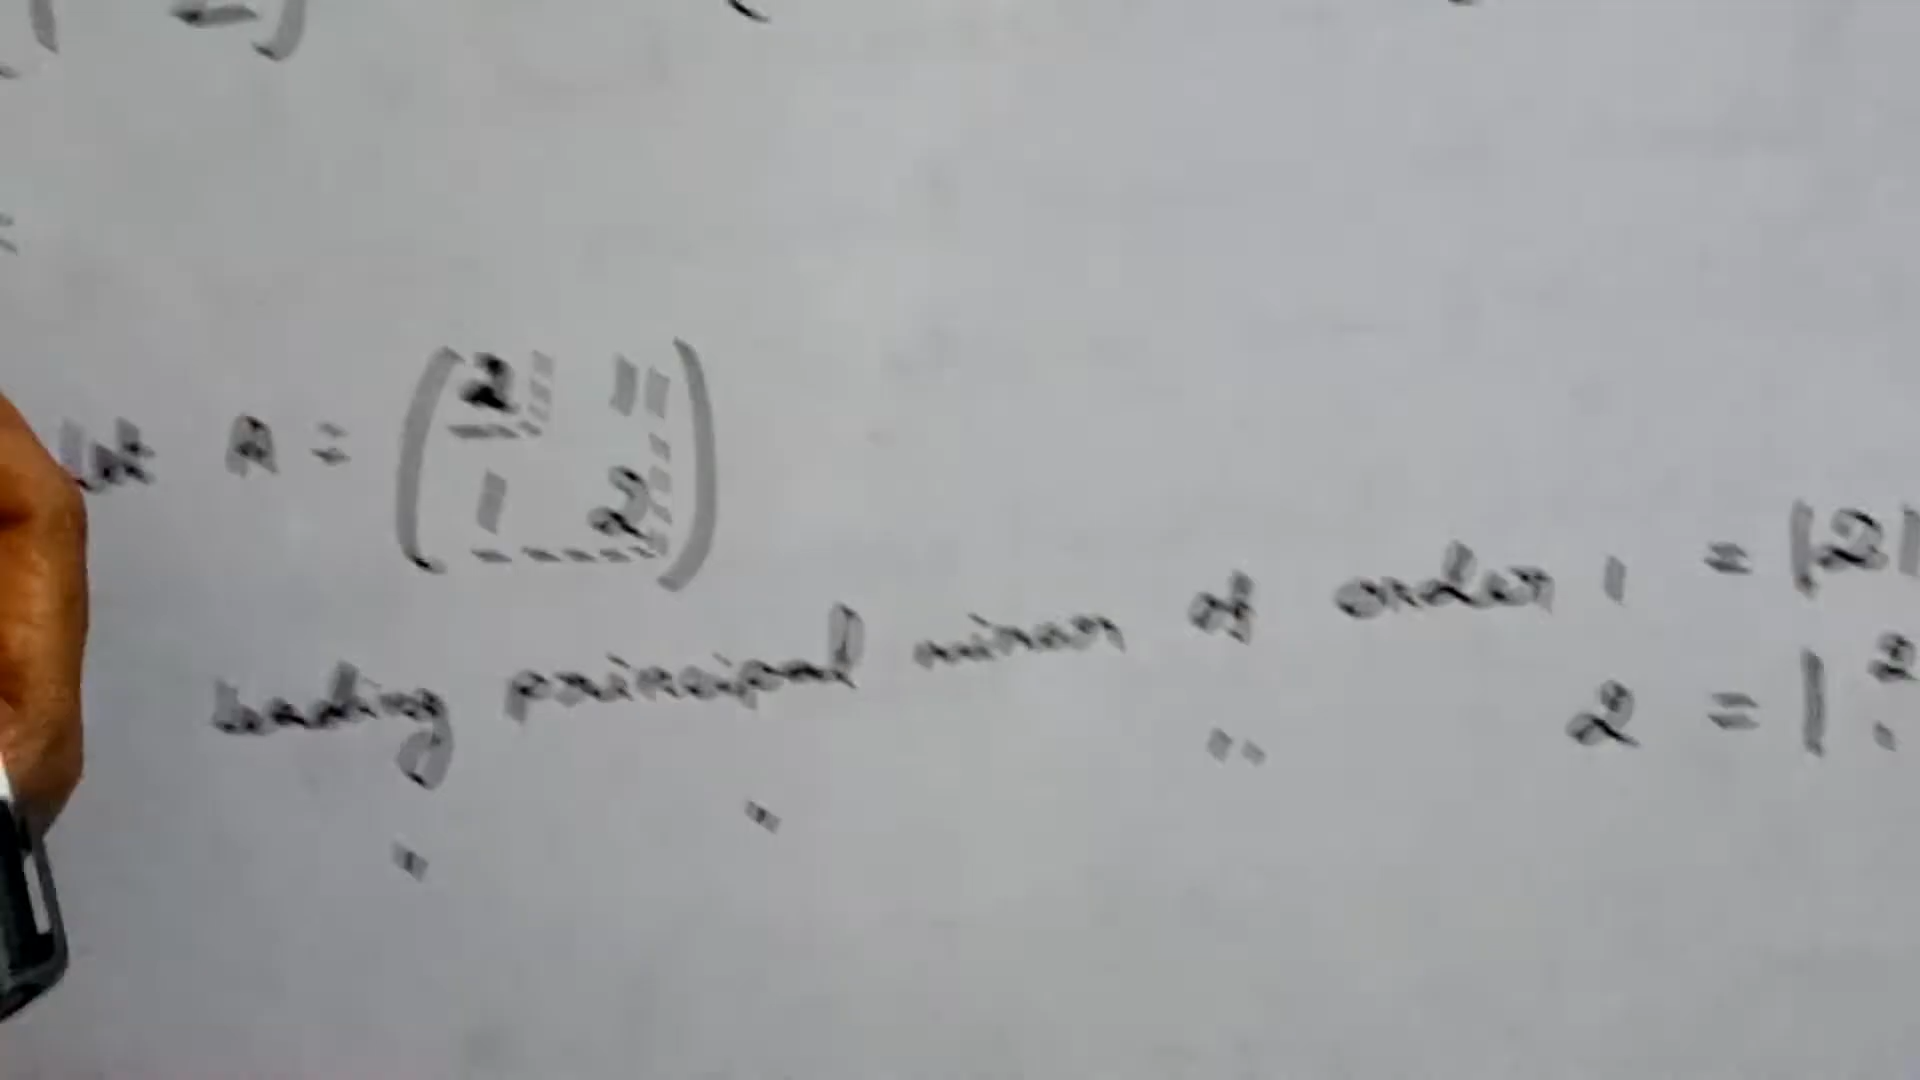 let A = ( 2 1
1 2 )
leading principal minor of order 1 = |2|
" " " 2 = | 2